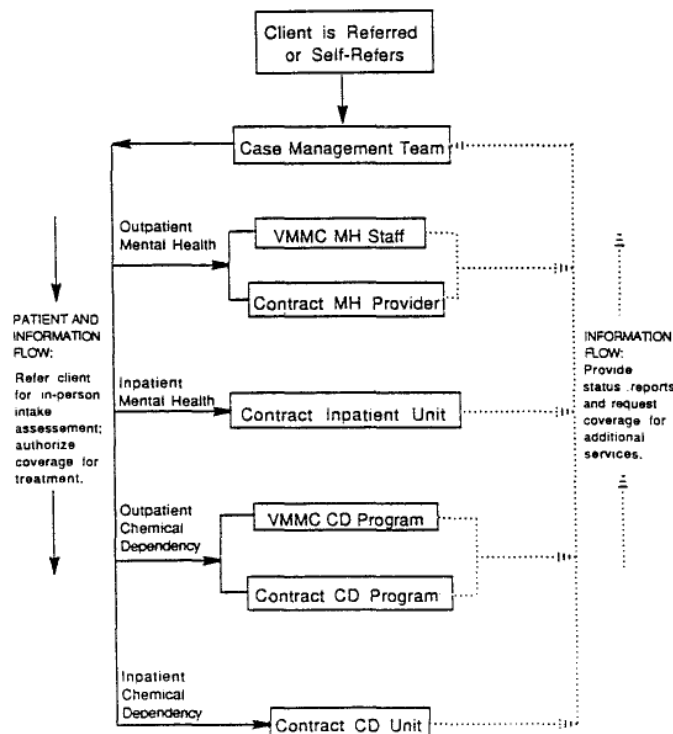 Client is Referred
or Self-Refers
Case Management Team
Outpatient
Mental Health
VMMC MH Staff
Contract MH Provider
PATIENT AND
INFORMATION
FLOW:
Refer client
for in-person
intake
assessement;
authorize
coverage for
treatment.
Inpatient
Mental Health
Contract Inpatient Unit
INFORMATION
FLOW:
Provide
status reports
and request
coverage for
additional
services.
Outpatient
Chemical
Dependency
VMMC CD Program
Contract CD Program
Inpatient
Chemical
Dependency
Contract CD Unit